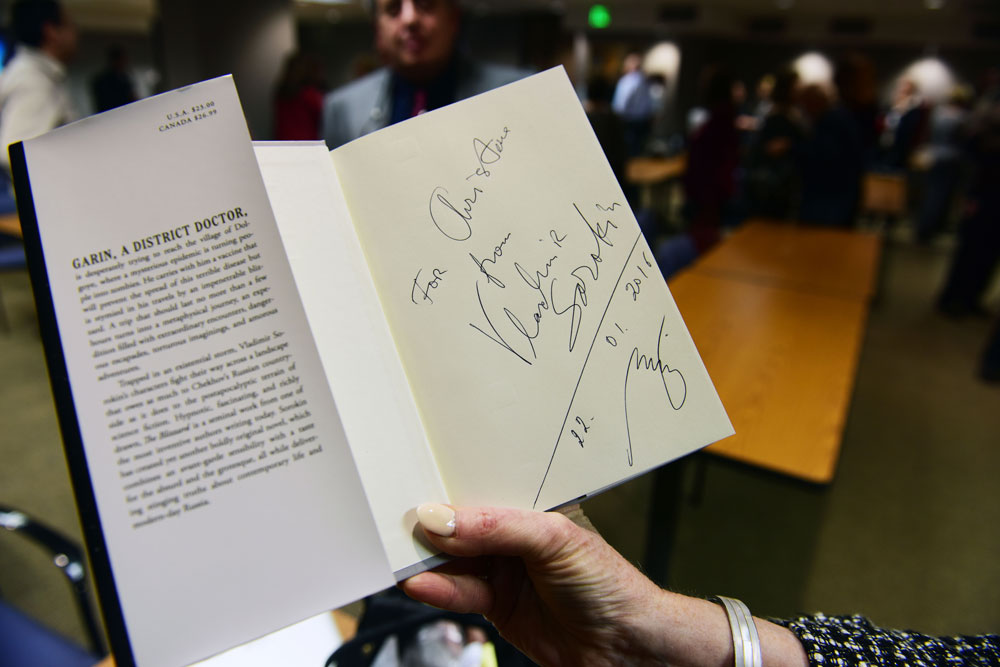 U.S.A. $25.00
CANADA $26.99
GARIN, A DISTRICT DOCTOR,
is desperately trying to reach the village of Dol-
goye, where a mysterious epidemic is turning peo-
ple into zombies. He carries with him a vaccine that
will prevent the spread of this terrible disease but
is stymied in his travels by an impenetrable bliz-
zard. A trip that should last no more than a few
hours turns into a metaphysical journey, an expe-
dition filled with extraordinary encounters, danger-
ous escapades, torturous imaginings, and amorous
adventures.
Trapped in an existential storm, Vladimir So-
rokin's characters fight their way across a landscape
that owes as much to Chekhov's Russian country-
side as it does to the postapocalyptic terrain of
science fiction. Hypnotic, fascinating, and richly
drawn, The Blizzard is a seminal work from one of
the most inventive authors writing today. Sorokin
has created yet another boldly original novel, which
combines an avant-garde sensibility with a taste
for the absurd and the grotesque, all while deliver-
ing stinging truths about contemporary life and
modern-day Russia.
FOR Christine
from
Vladimir
Sorokin
22. 01. 2016